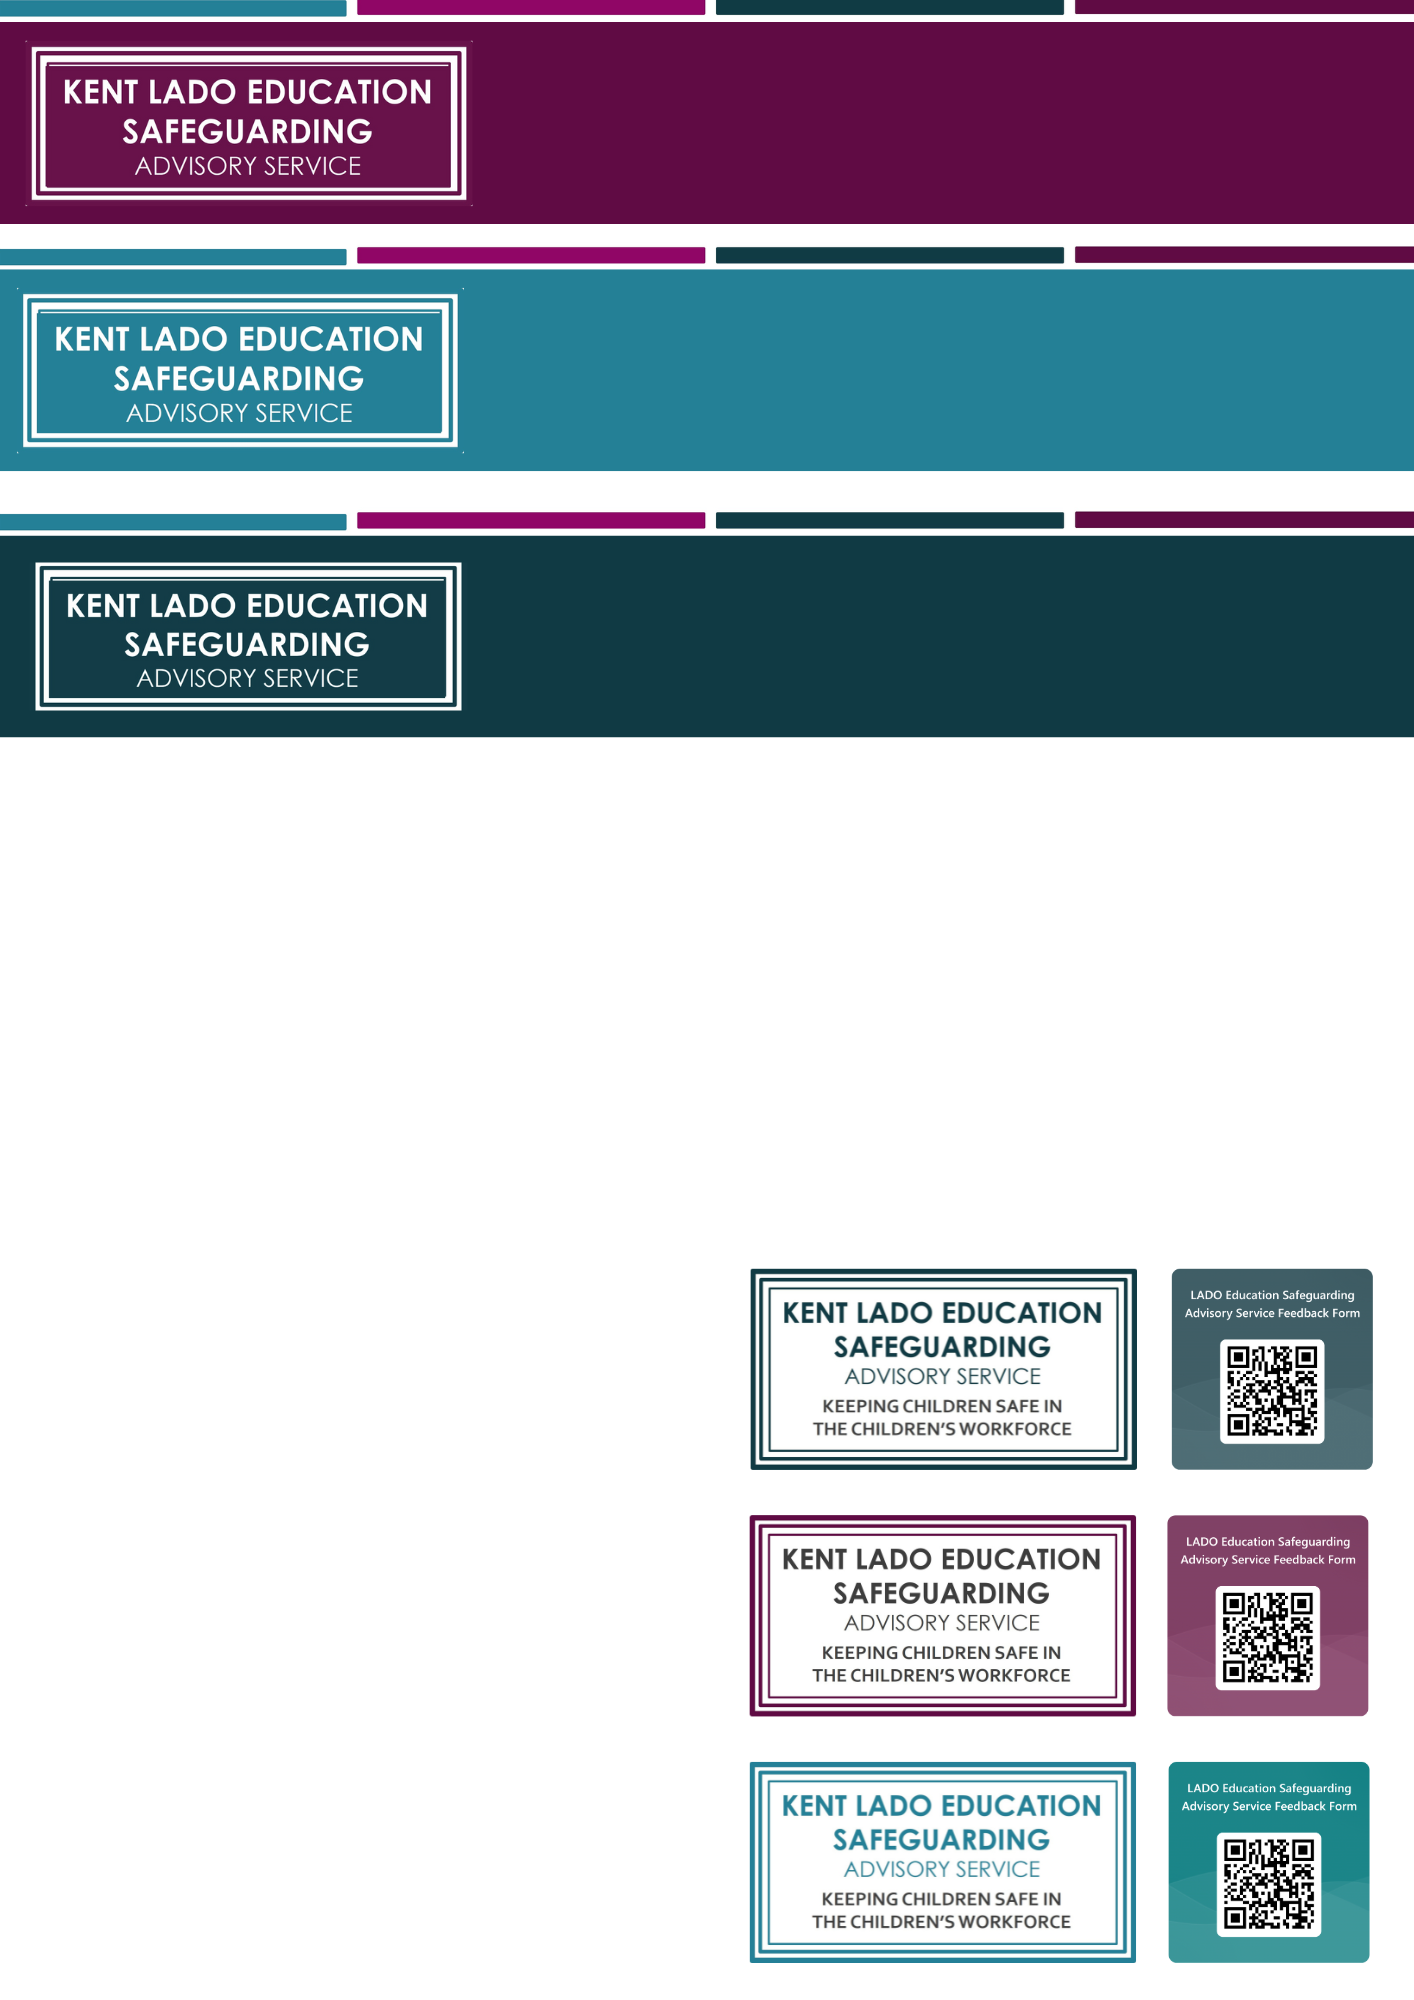 KENT LADO EDUCATION
SAFEGUARDING
ADVISORY SERVICE
KENT LADO EDUCATION
SAFEGUARDING
ADVISORY SERVICE
KENT LADO EDUCATION
SAFEGUARDING
ADVISORY SERVICE
KENT LADO EDUCATION
SAFEGUARDING
ADVISORY SERVICE
KEEPING CHILDREN SAFE IN
THE CHILDREN'S WORKFORCE
LADO Education Safeguarding
Advisory Service Feedback Form
KENT LADO EDUCATION
SAFEGUARDING
ADVISORY SERVICE
KEEPING CHILDREN SAFE IN
THE CHILDREN'S WORKFORCE
LADO Education Safeguarding
Advisory Service Feedback Form
KENT LADO EDUCATION
SAFEGUARDING
ADVISORY SERVICE
KEEPING CHILDREN SAFE IN
THE CHILDREN'S WORKFORCE
LADO Education Safeguarding
Advisory Service Feedback Form